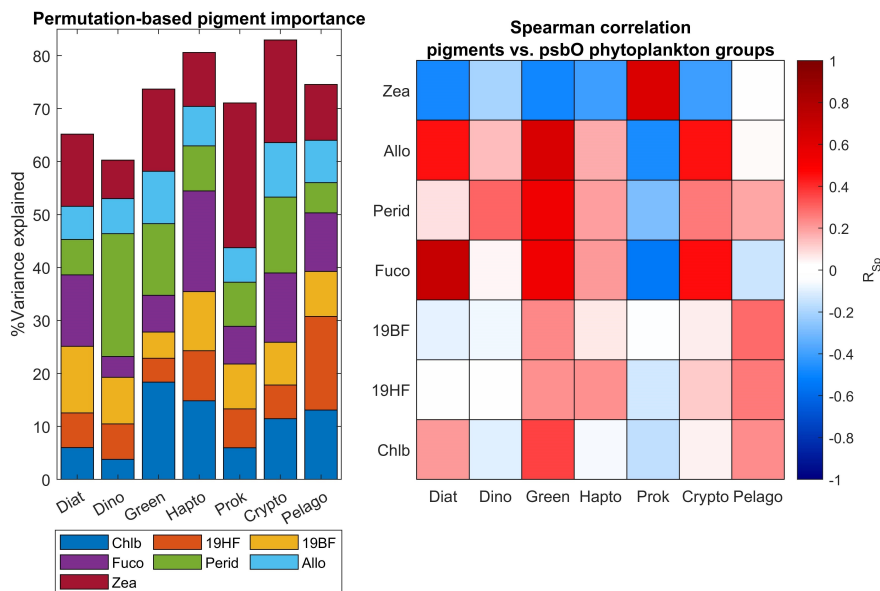 Permutation-based pigment importance
%Variance explained
80
70
60
50
40
30
20
10
0
Diat
Dino
Green
Hapto
Prok
Crypto
Pelago
Chlb
19HF
19BF
Fuco
Perid
Allo
Zea
Spearman correlation
pigments vs. psbO phytoplankton groups
Zea
Allo
Perid
Fuco
19BF
19HF
Chlb
Diat
Dino
Green
Hapto
Prok
Crypto
Pelago
1
0.8
0.6
0.4
0.2
0
-0.2
-0.4
-0.6
-0.8
-1
R_Sp